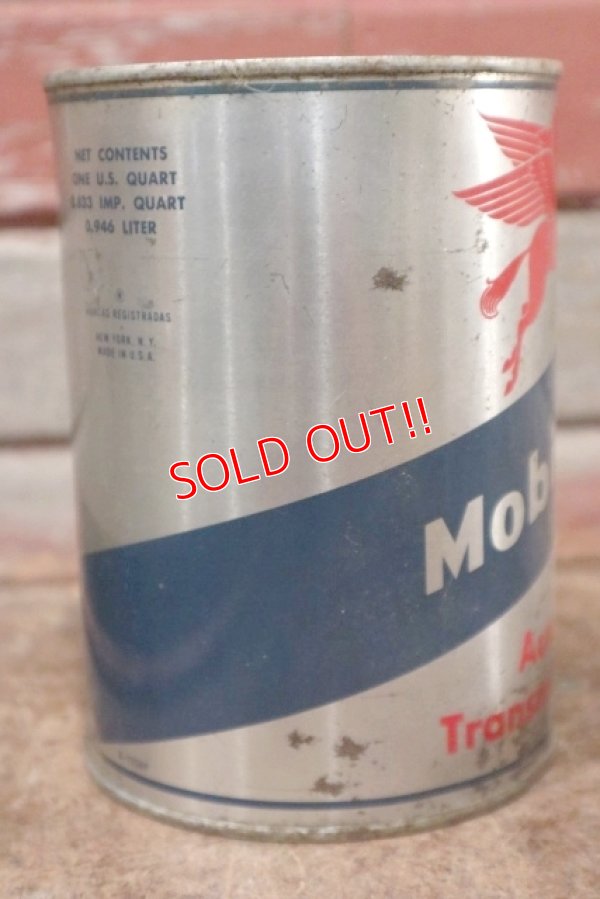 NET CONTENTS
ONE U.S. QUART
0.833 IMP. QUART
0.946 LITER
REGISTRADAS
NEW YORK, N.Y.
MADE IN U.S.A.
SOLD OUT!!
Mob
Au
Trans